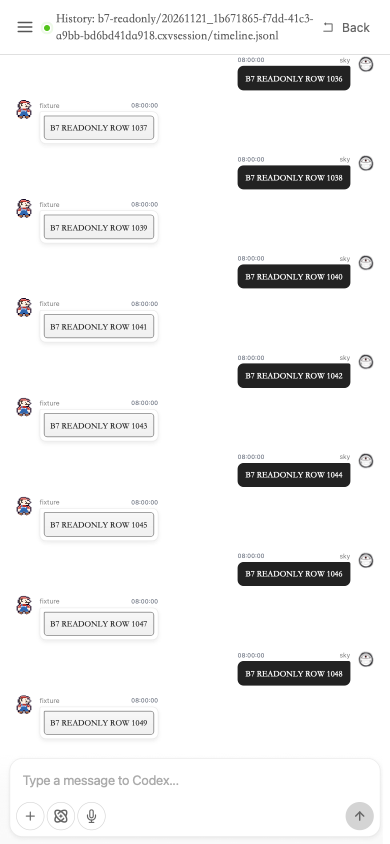 History: b7-readonly/20261121_1b671865-f7dd-41c3-
a9bb-bd6bd41da918.cxvsession/timeline.jsonl
Back
08:00:00 sky
B7 READONLY ROW 1036
fixture 08:00:00
B7 READONLY ROW 1037
08:00:00 sky
B7 READONLY ROW 1038
fixture 08:00:00
B7 READONLY ROW 1039
08:00:00 sky
B7 READONLY ROW 1040
fixture 08:00:00
B7 READONLY ROW 1041
08:00:00 sky
B7 READONLY ROW 1042
fixture 08:00:00
B7 READONLY ROW 1043
08:00:00 sky
B7 READONLY ROW 1044
fixture 08:00:00
B7 READONLY ROW 1045
08:00:00 sky
B7 READONLY ROW 1046
fixture 08:00:00
B7 READONLY ROW 1047
08:00:00 sky
B7 READONLY ROW 1048
fixture 08:00:00
B7 READONLY ROW 1049
Type a message to Codex...